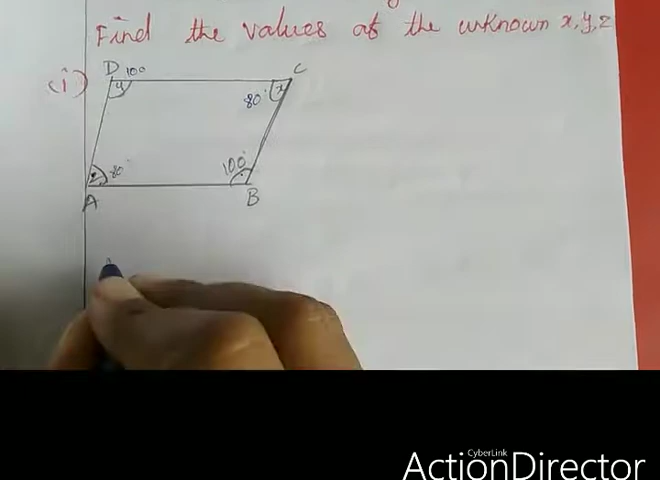 Find the values of the unknown x, y, z
(i) D 100° C
y 80° x
80° 100°
A B
CyberLink
ActionDirector